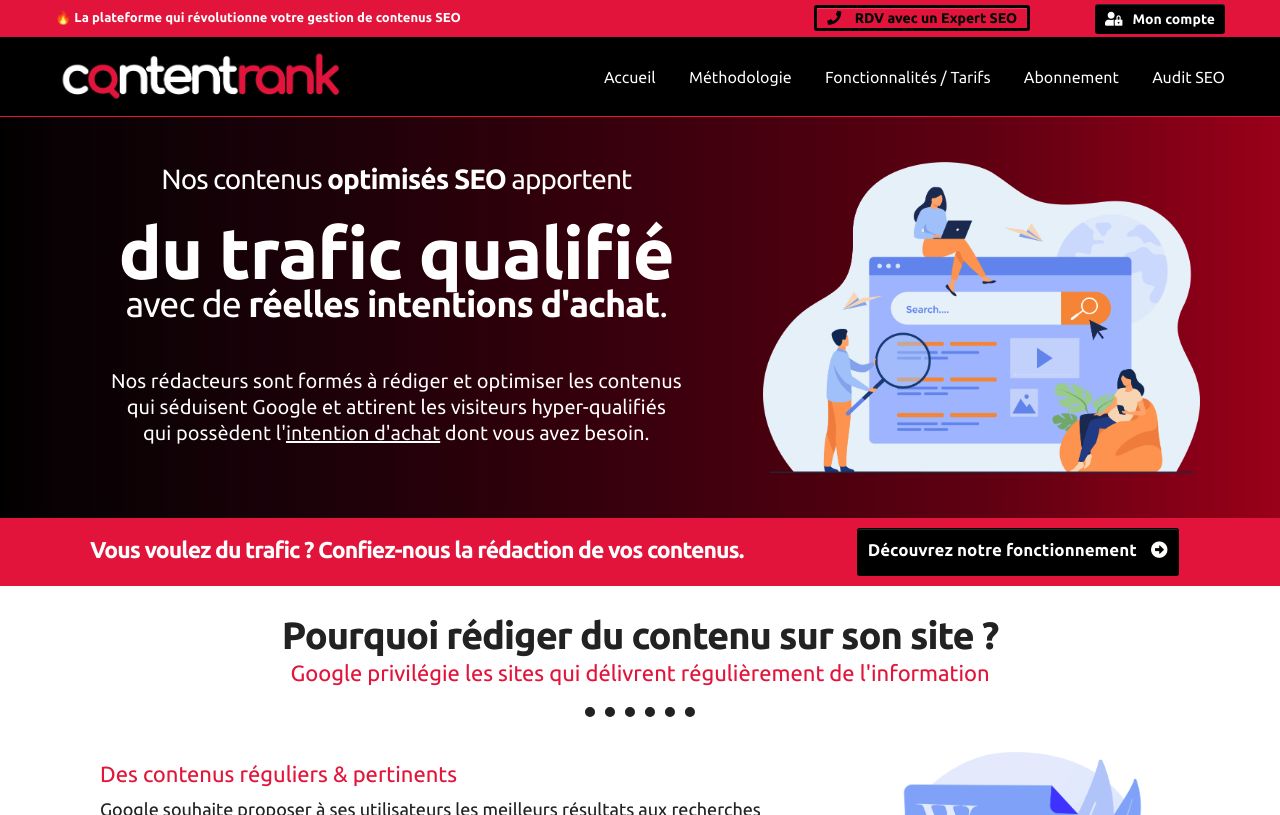 🔥 La plateforme qui révolutionne votre gestion de contenus SEO
RDV avec un Expert SEO
Mon compte
contentrank
Accueil
Méthodologie
Fonctionnalités / Tarifs
Abonnement
Audit SEO
Nos contenus optimisés SEO apportent
du trafic qualifié
avec de réelles intentions d'achat.
Nos rédacteurs sont formés à rédiger et optimiser les contenus
qui séduisent Google et attirent les visiteurs hyper-qualifiés
qui possèdent l'intention d'achat dont vous avez besoin.
Search....
Vous voulez du trafic ? Confiez-nous la rédaction de vos contenus.
Découvrez notre fonctionnement
Pourquoi rédiger du contenu sur son site ?
Google privilégie les sites qui délivrent régulièrement de l'information
Des contenus réguliers & pertinents
Google souhaite proposer à ses utilisateurs les meilleurs résultats aux recherches
W